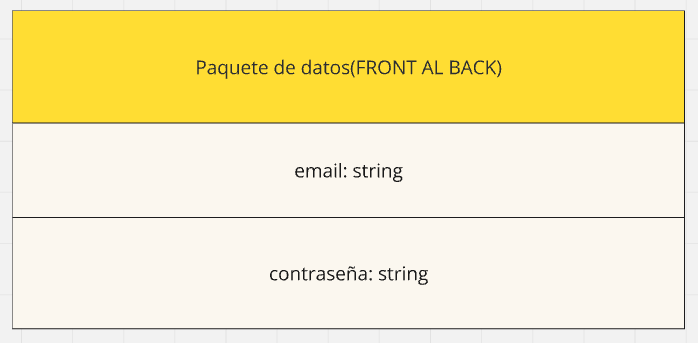 Paquete de datos(FRONT AL BACK)
email: string
contraseña: string